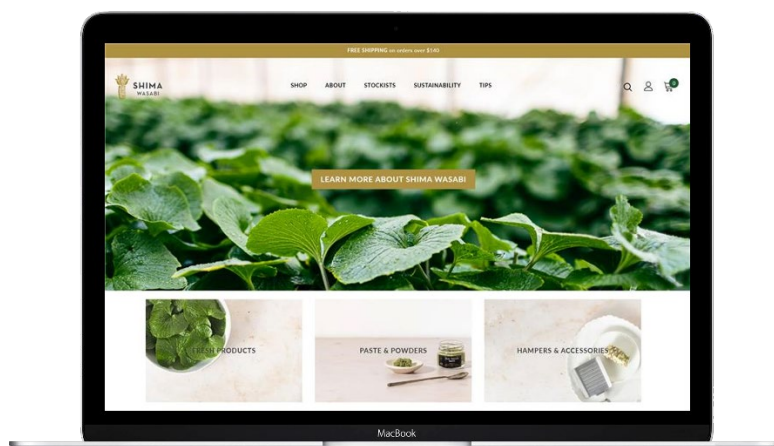 FREE SHIPPING on orders over $140
SHIMA
WASABI
SHOP ABOUT STOCKISTS SUSTAINABILITY TIPS
0
LEARN MORE ABOUT SHIMA WASABI
FRESH PRODUCTS
PASTE & POWDERS
HAMPERS & ACCESSORIES
MacBook